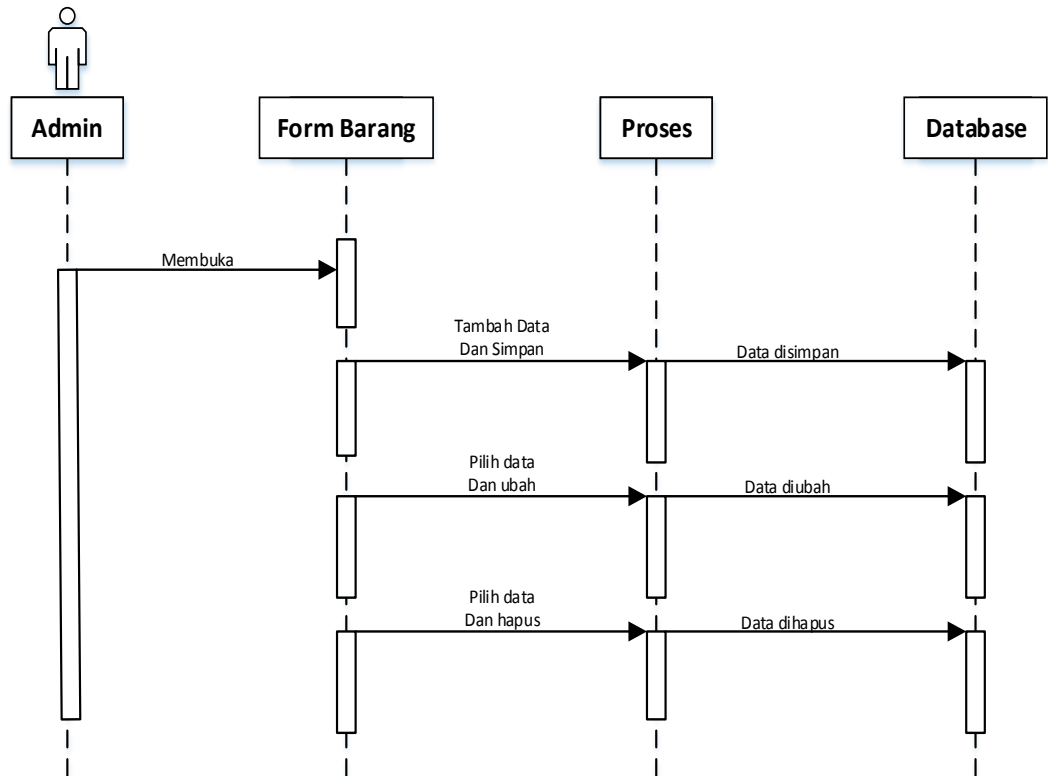 Admin
Form Barang
Proses
Database
Membuka
Tambah Data
Dan Simpan
Data disimpan
Pilih data
Dan ubah
Data diubah
Pilih data
Dan hapus
Data dihapus